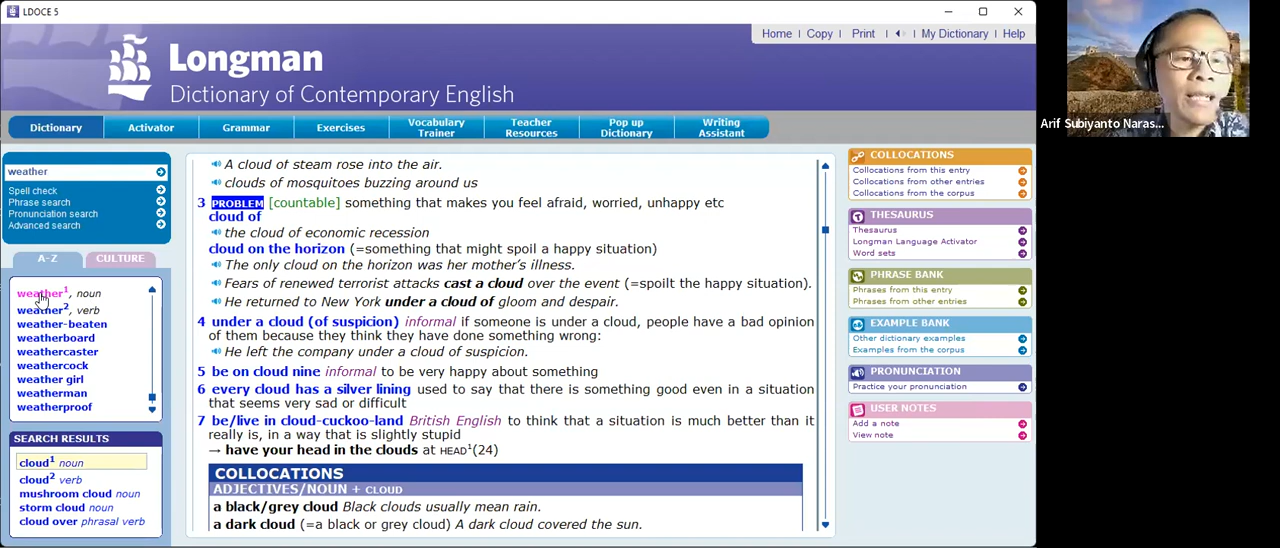 LDOCE 5
Home | Copy | Print | My Dictionary | Help
Longman
Dictionary of Contemporary English
Dictionary
Activator
Grammar
Exercises
Vocabulary Trainer
Teacher Resources
Pop up Dictionary
Writing Assistant
weather
Spell check
Phrase search
Pronunciation search
Advanced search
A-Z
CULTURE
weather¹, noun
weather², verb
weather-beaten
weatherboard
weathercaster
weathercock
weather girl
weatherman
weatherproof
SEARCH RESULTS
cloud¹ noun
cloud² verb
mushroom cloud noun
storm cloud noun
cloud over phrasal verb
A cloud of steam rose into the air.
clouds of mosquitoes buzzing around us
3 PROBLEM [countable] something that makes you feel afraid, worried, unhappy etc
cloud of
the cloud of economic recession
cloud on the horizon (=something that might spoil a happy situation)
The only cloud on the horizon was her mother's illness.
Fears of renewed terrorist attacks cast a cloud over the event (=spoilt the happy situation).
He returned to New York under a cloud of gloom and despair.
4 under a cloud (of suspicion) informal if someone is under a cloud, people have a bad opinion
of them because they think they have done something wrong:
He left the company under a cloud of suspicion.
5 be on cloud nine informal to be very happy about something
6 every cloud has a silver lining used to say that there is something good even in a situation
that seems very sad or difficult
7 be/live in cloud-cuckoo-land British English to think that a situation is much better than it
really is, in a way that is slightly stupid
→ have your head in the clouds at HEAD¹(24)
COLLOCATIONS
ADJECTIVES/NOUN + CLOUD
a black/grey cloud Black clouds usually mean rain.
a dark cloud (=a black or grey cloud) A dark cloud covered the sun.
COLLOCATIONS
Collocations from this entry
Collocations from other entries
Collocations from the corpus
THESAURUS
Thesaurus
Longman Language Activator
Word sets
PHRASE BANK
Phrases from this entry
Phrases from other entries
EXAMPLE BANK
Other dictionary examples
Examples from the corpus
PRONUNCIATION
Practice your pronunciation
USER NOTES
Add a note
View note
Arif Subiyanto Naras...